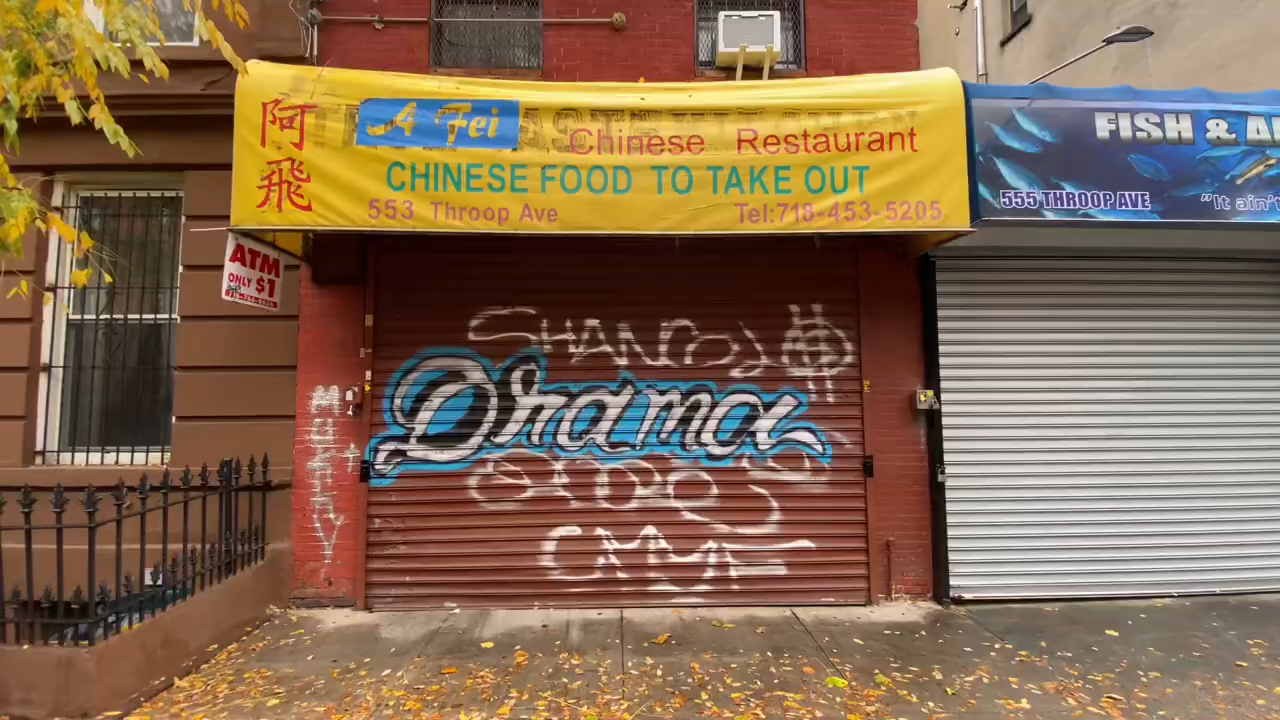 阿飛
A Fei
Chinese Restaurant
CHINESE FOOD TO TAKE OUT
553 Throop Ave
Tel:718-453-5205
FISH & A
555 THROOP AVE
"It ain't
ATM
ONLY $1
Drama